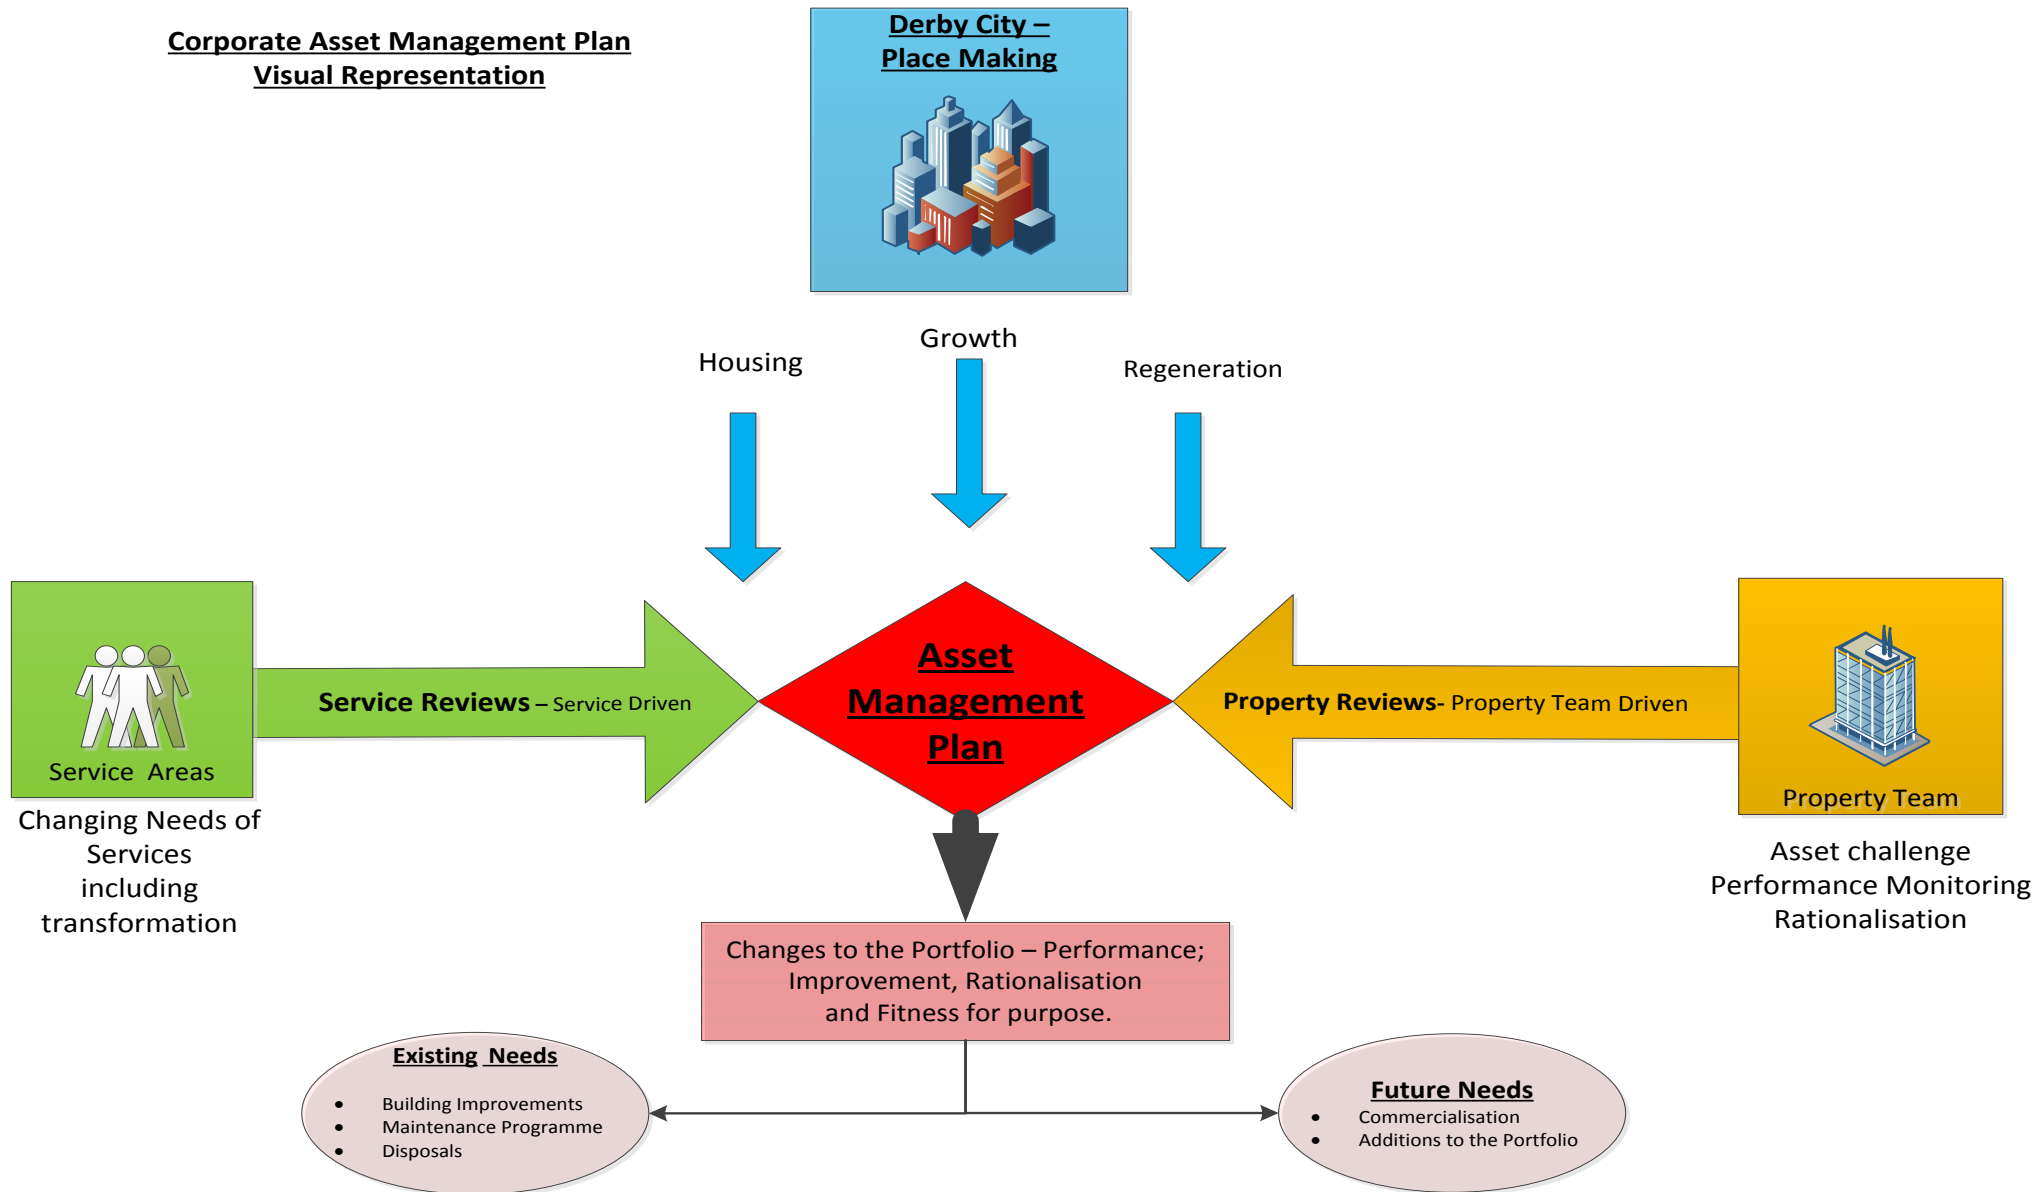 Corporate Asset Management Plan
Visual Representation
Derby City –
Place Making
Housing
Growth
Regeneration
Service Areas
Changing Needs of
Services
including
transformation
Service Reviews – Service Driven
Asset
Management
Plan
Property Reviews- Property Team Driven
Property Team
Asset challenge
Performance Monitoring
Rationalisation
Changes to the Portfolio – Performance;
Improvement, Rationalisation
and Fitness for purpose.
Existing Needs
• Building Improvements
• Maintenance Programme
• Disposals
Future Needs
• Commercialisation
• Additions to the Portfolio